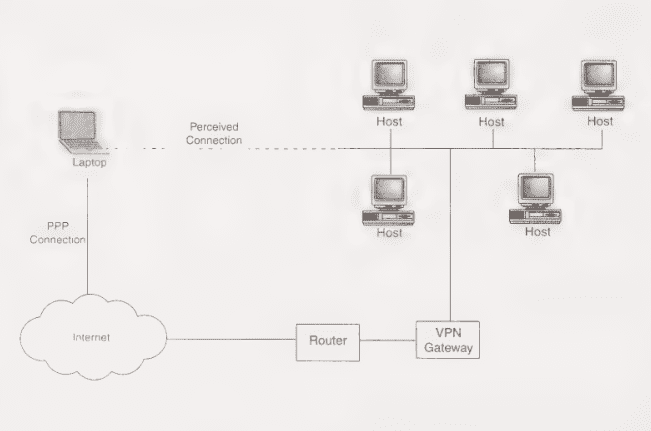 Host
Host
Host
Perceived
Connection
Laptop
Host
Host
PPP
Connection
Internet
Router
VPN
Gateway